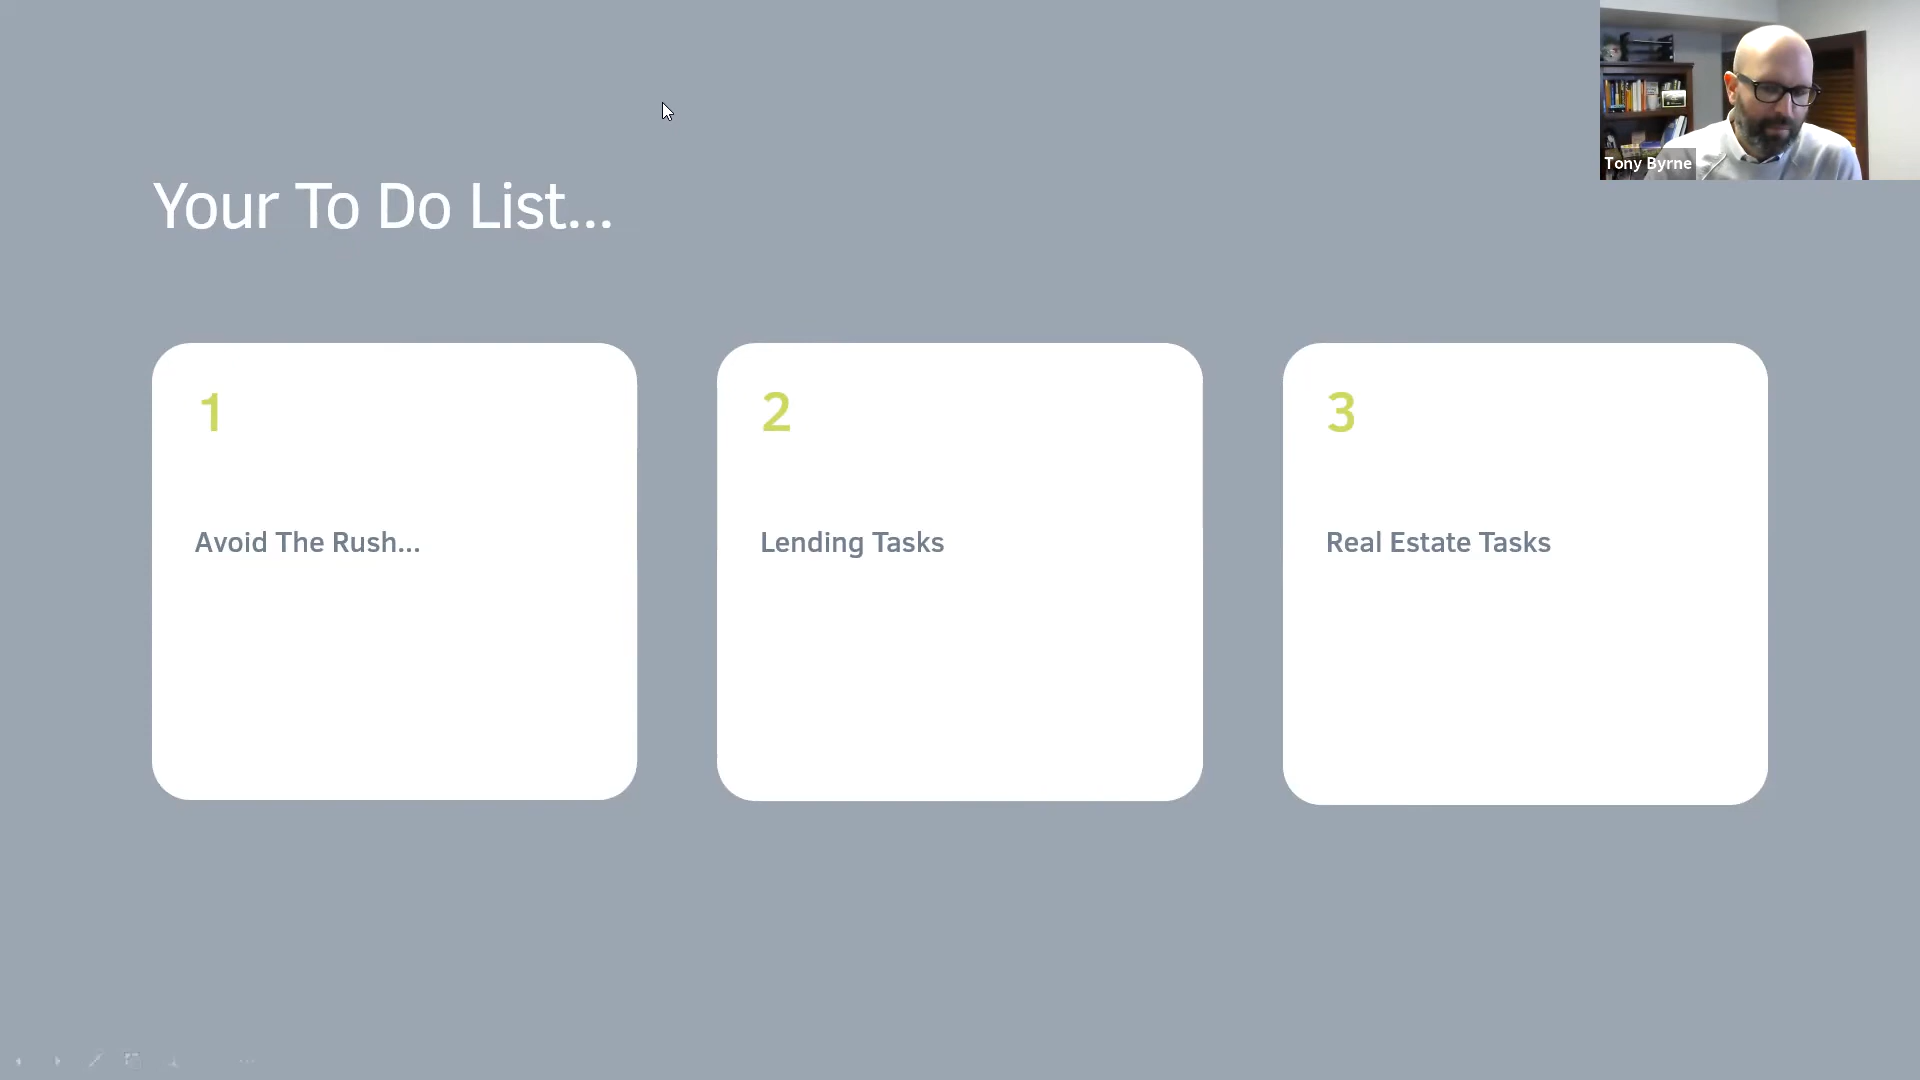 Tony Byrne
Your To Do List...
1
Avoid The Rush...
2
Lending Tasks
3
Real Estate Tasks